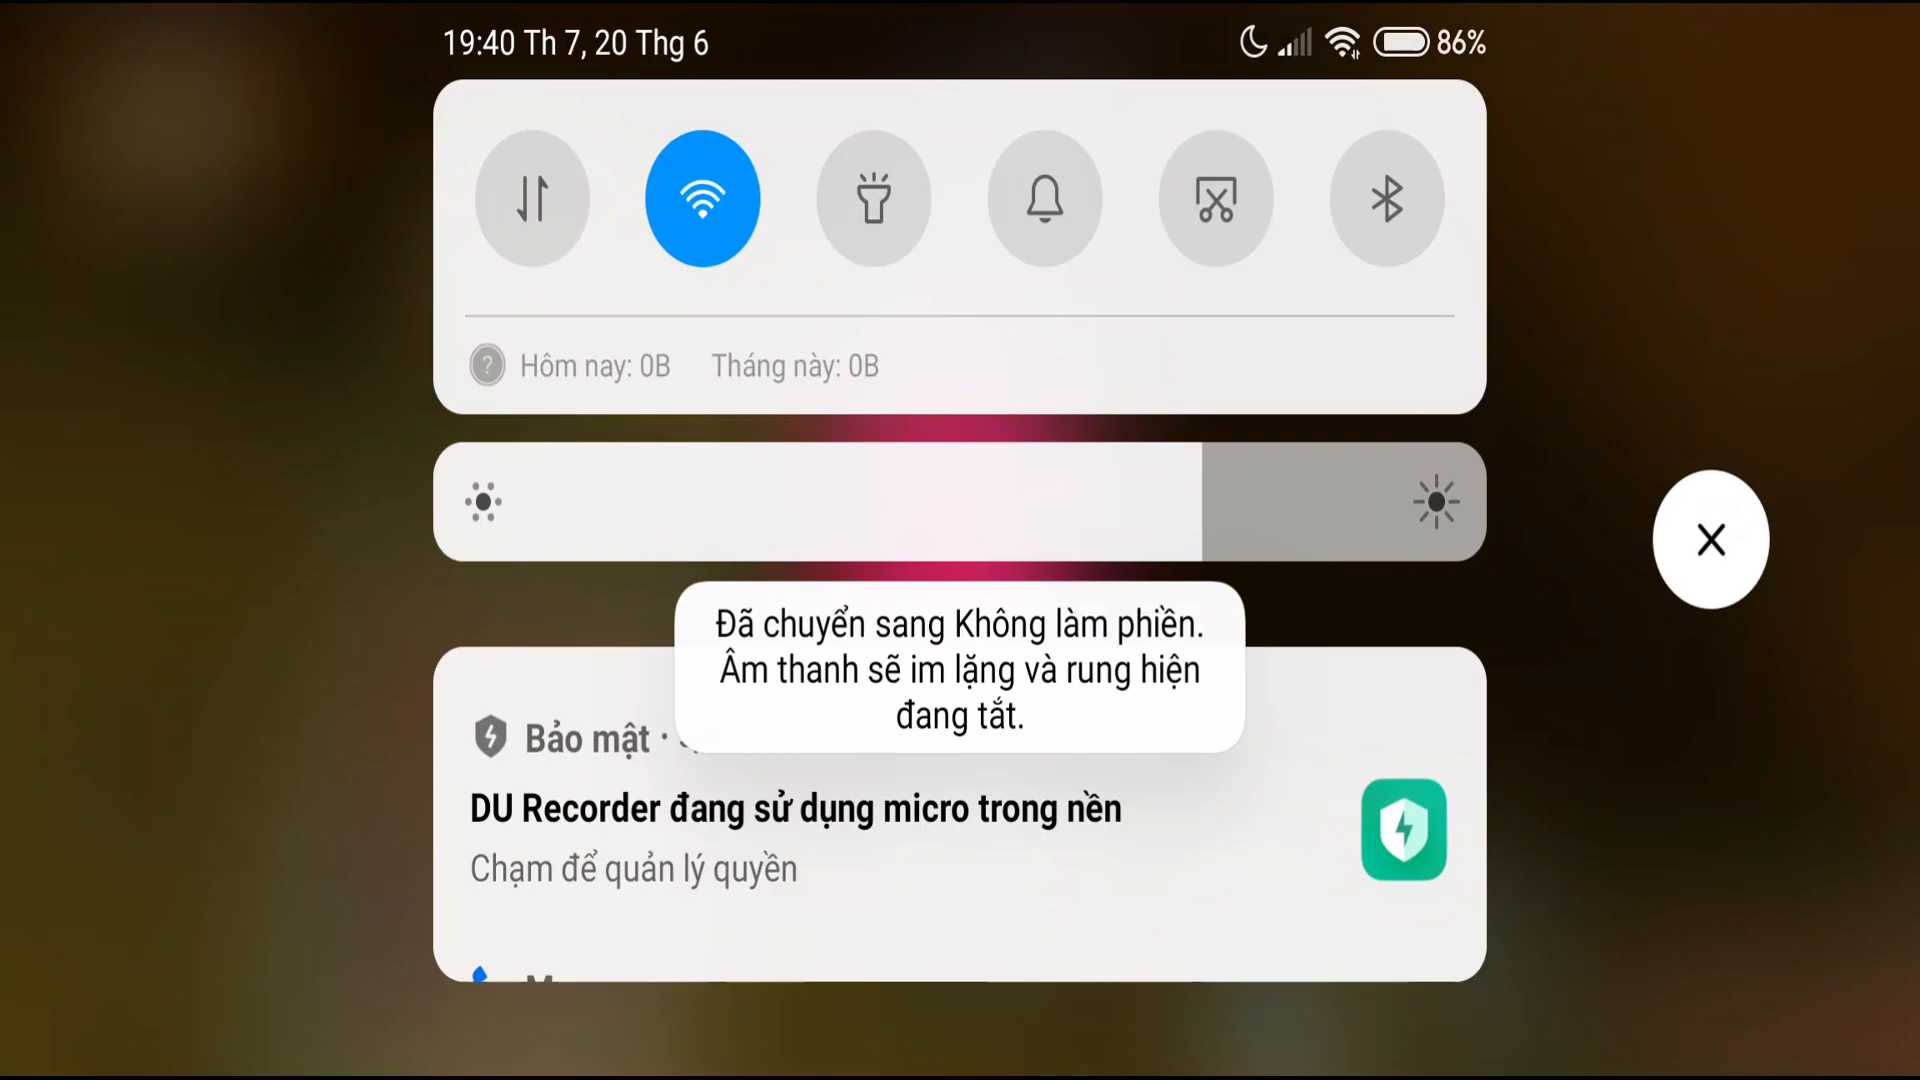 19:40 Th 7, 20 Thg 6
86%
Hôm nay: 0B Tháng này: 0B
Đã chuyển sang Không làm phiền.
Âm thanh sẽ im lặng và rung hiện
đang tắt.
Bảo mật ·
DU Recorder đang sử dụng micro trong nền
Chạm để quản lý quyền